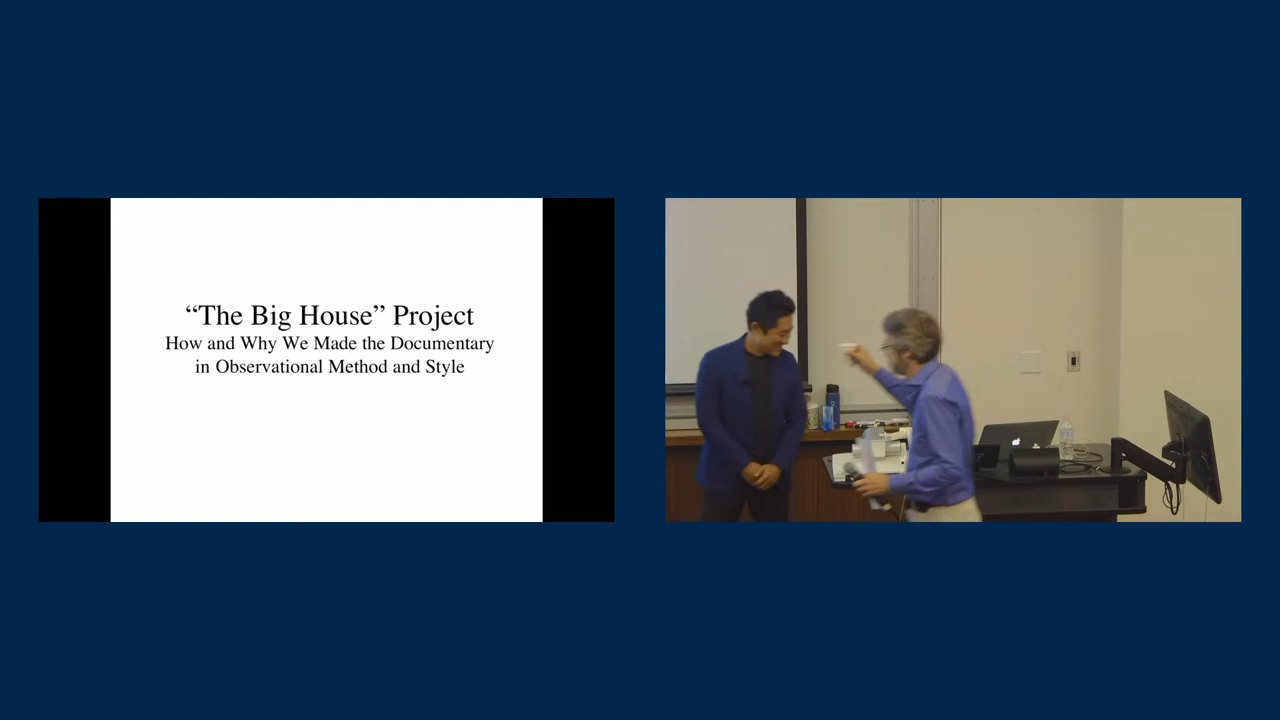 “The Big House” Project
How and Why We Made the Documentary
in Observational Method and Style